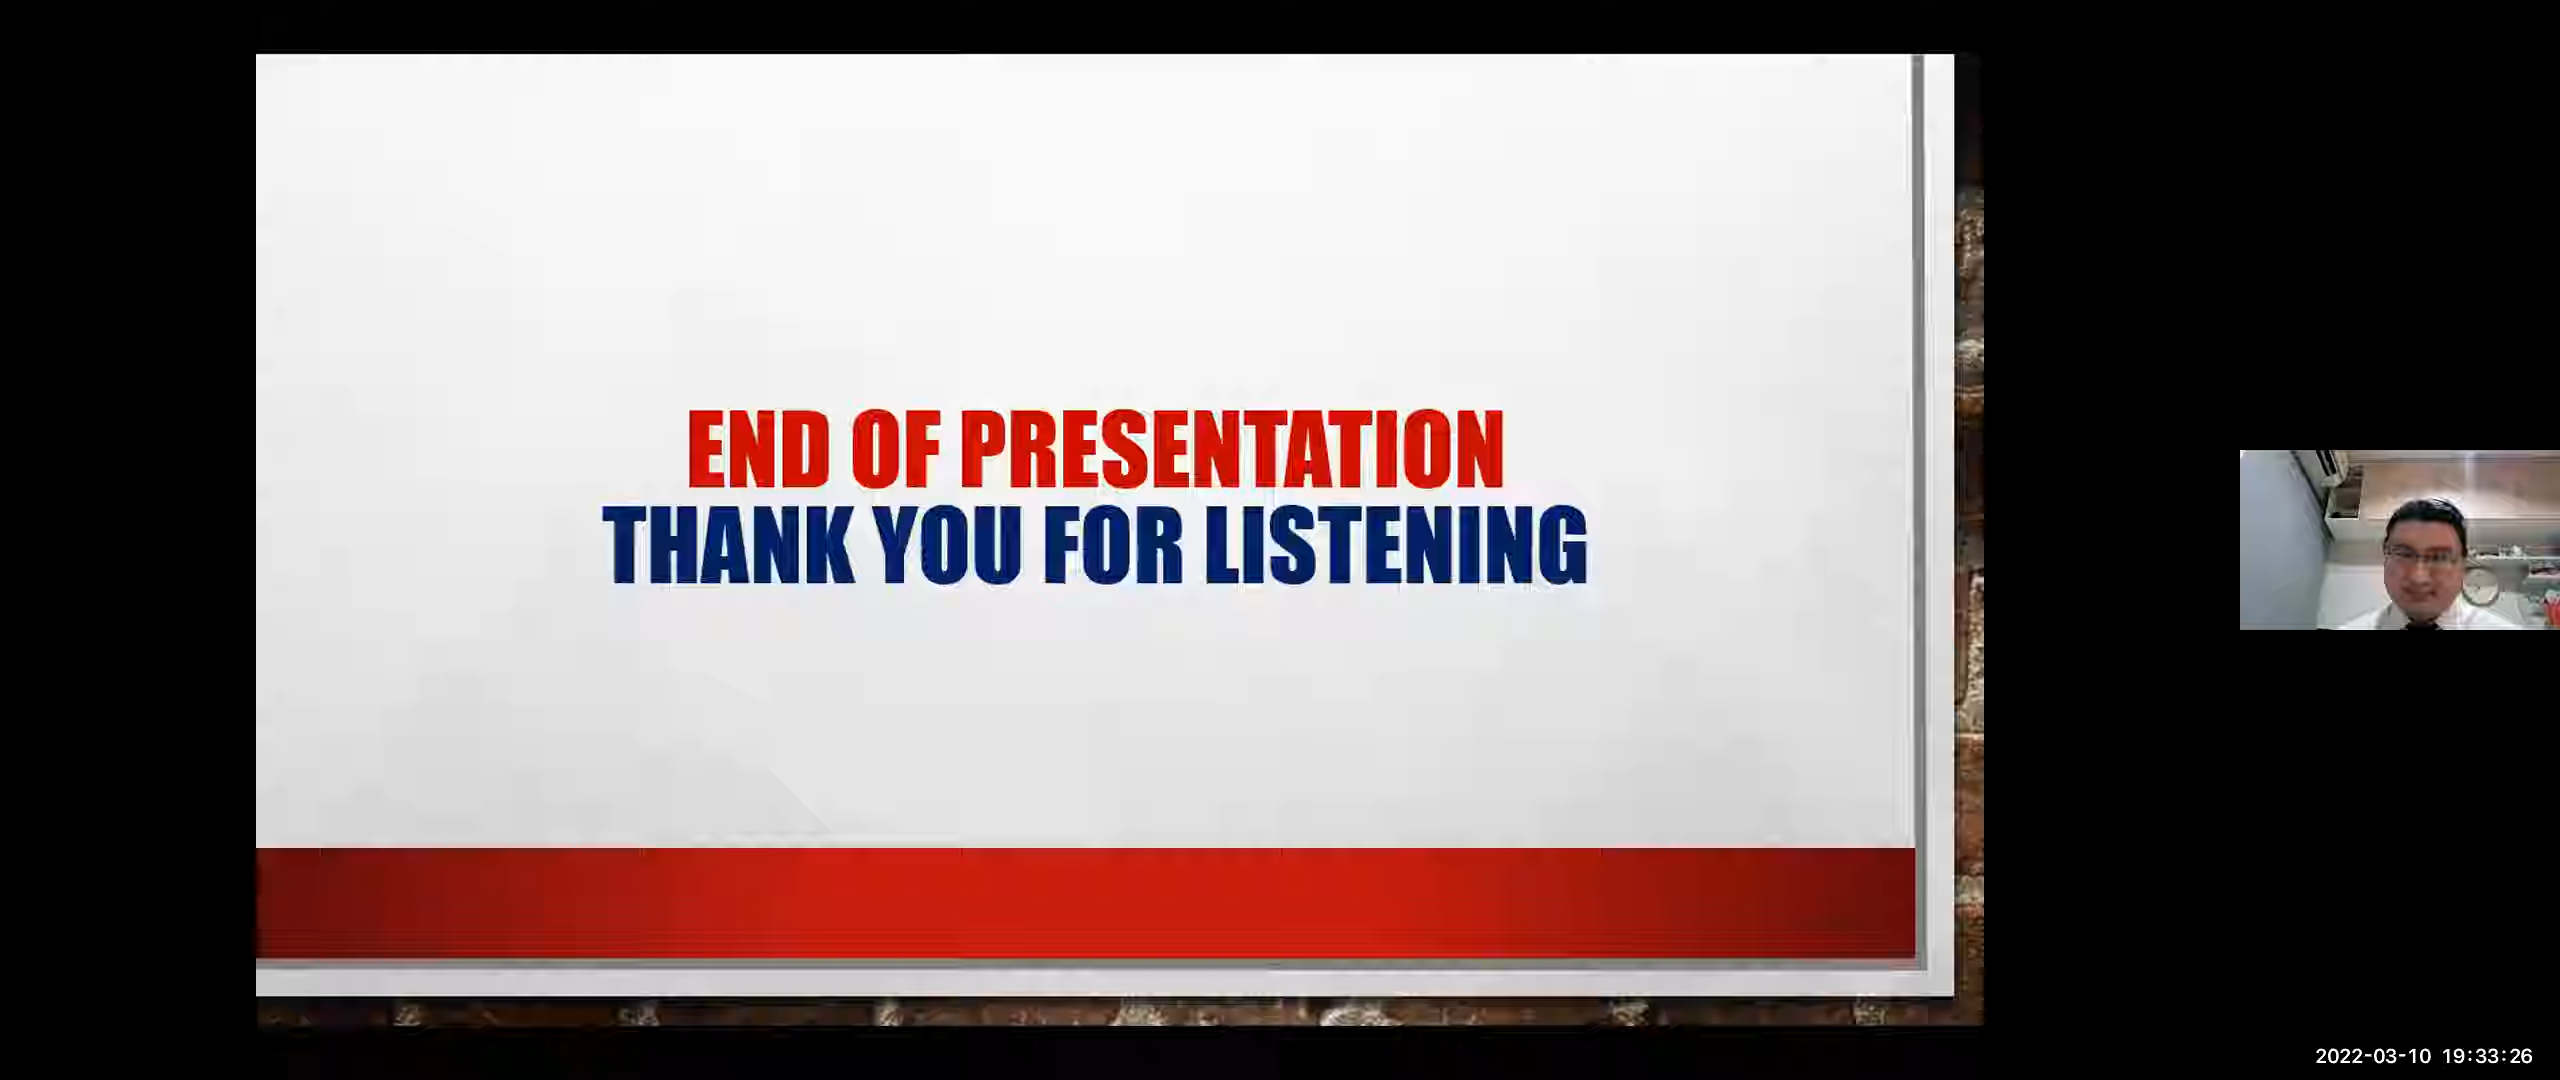 END OF PRESENTATION
THANK YOU FOR LISTENING
2022-03-10 19:33:26